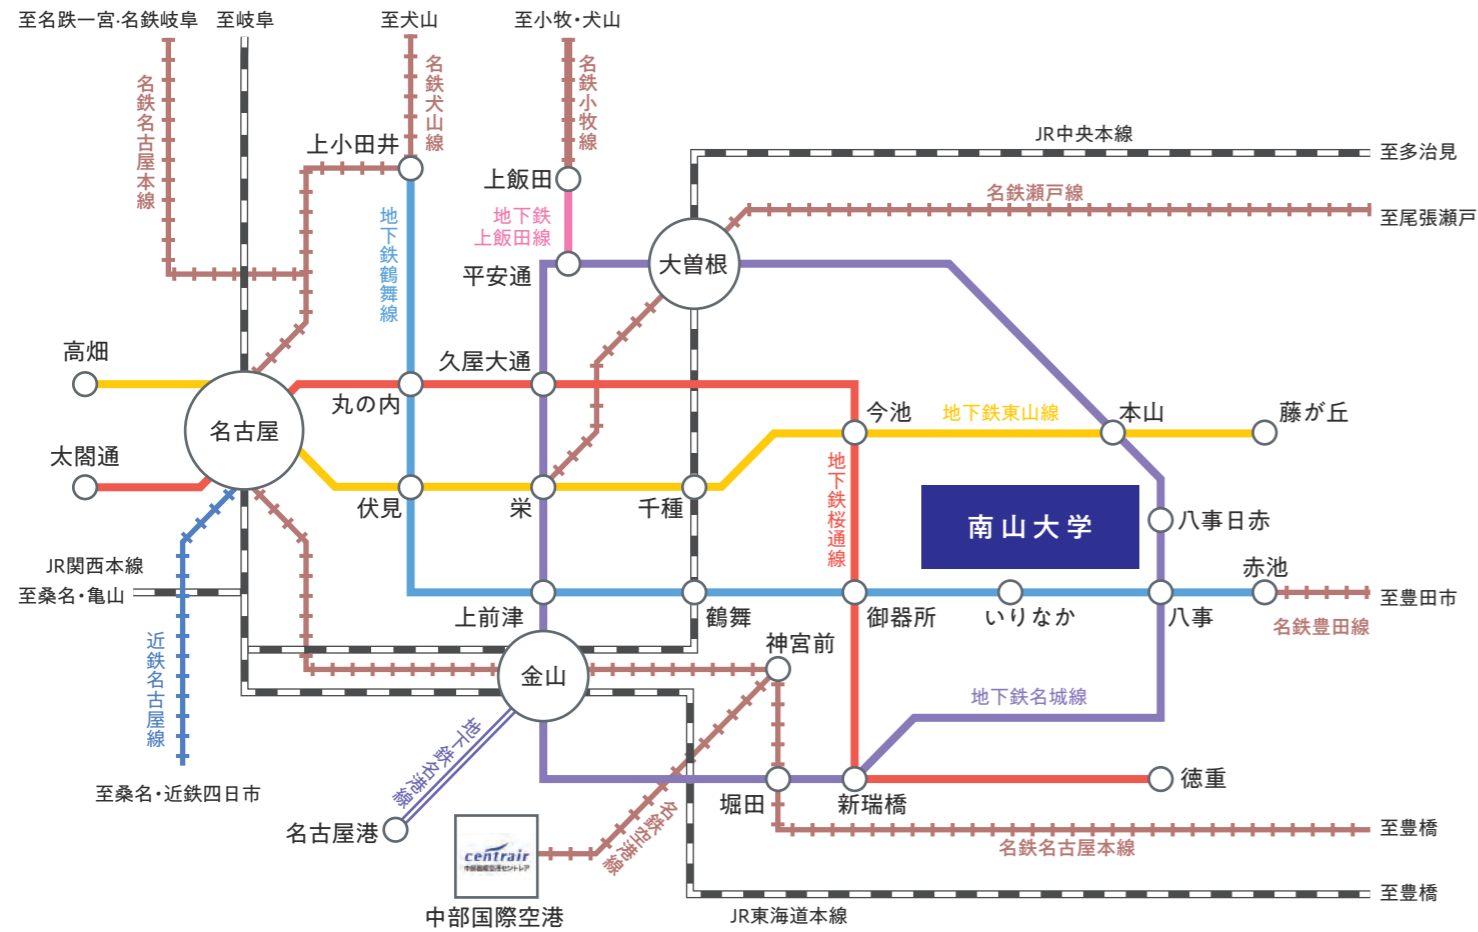 至名跌一宮･名鉄岐阜
至岐阜
至犬山
至小牧・犬山
名鉄名古屋本線
名鉄犬山線
名鉄小牧線
上小田井
上飯田
JR中央本線
至多治見
名鉄瀬戸線
至尾張瀬戸
地下鉄鶴舞線
地下鉄
上飯田線
平安通
大曽根
高畑
久屋大通
丸の内
名古屋
今池
地下鉄東山線
本山
藤が丘
太閤通
伏見
栄
千種
地下鉄桜通線
南山大学
八事日赤
JR関西本線
至桑名・亀山
赤池
至豊田市
名鉄豊田線
上前津
鶴舞
御器所
いりなか
八事
近鉄名古屋線
神宮前
金山
地下鉄名城線
地下鉄名港線
至桑名・近鉄四日市
堀田
新瑞橋
徳重
名古屋港
centrair
中部国際空港セントレア
名鉄空港線
至豊橋
名鉄名古屋本線
中部国際空港
JR東海道本線
至豊橋